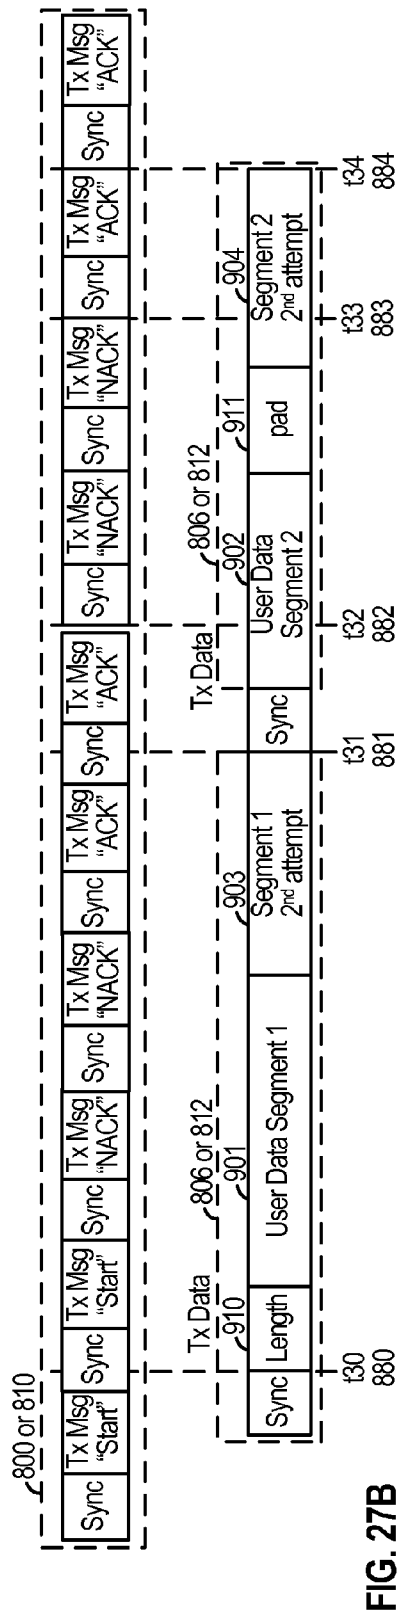 800 or 810
Sync
Tx Msg
"Start"
Sync
Tx Msg
"Start"
Sync
Tx Msg
"NACK"
Sync
Tx Msg
"NACK"
Sync
Tx Msg
"ACK"
Sync
Tx Msg
"ACK"
Sync
Tx Msg
"NACK"
Sync
Tx Msg
"NACK"
Sync
Tx Msg
"ACK"
Sync
Tx Msg
"ACK"
Tx Data
806 or 812
Tx Data
806 or 812
910
901
903
902
911
904
Sync
Length
User Data Segment 1
Segment 1
2nd attempt
Sync
User Data
Segment 2
pad
Segment 2
2nd attempt
t30
880
t31
881
t32
882
t33
883
t34
884
FIG. 27B